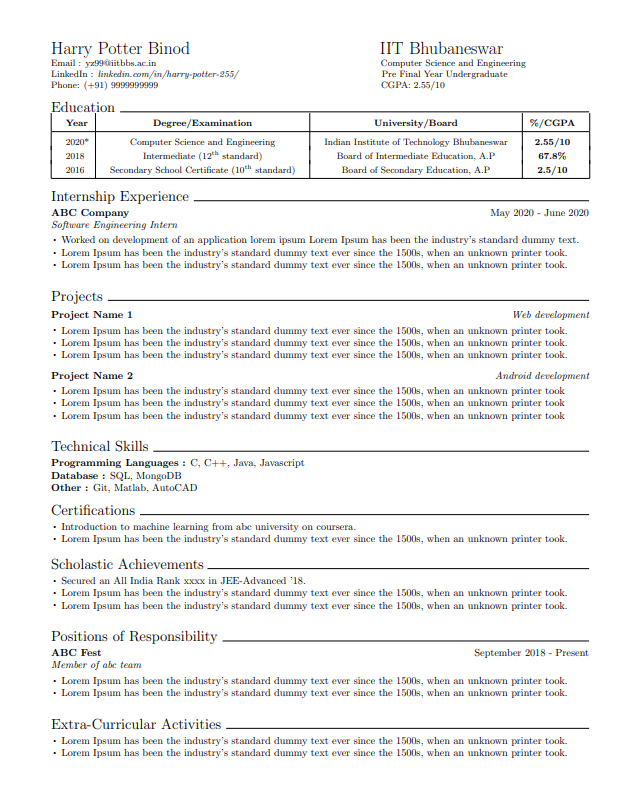 Harry Potter Binod IIT Bhubaneswar
Email : yz99@iitbbs.ac.in Computer Science and Engineering
LinkedIn : linkedin.com/in/harry-potter-255/ Pre Final Year Undergraduate
Phone: (+91) 9999999999 CGPA: 2.55/10
Education
Year Degree/Examination University/Board %/CGPA
2020* Computer Science and Engineering Indian Institute of Technology Bhubaneswar 2.55/10
2018 Intermediate (12th standard) Board of Intermediate Education, A.P 67.8%
2016 Secondary School Certificate (10th standard) Board of Secondary Education, A.P 2.5/10
Internship Experience
ABC Company May 2020 - June 2020
Software Engineering Intern
• Worked on development of an application lorem ipsum Lorem Ipsum has been the industry's standard dummy text.
• Lorem Ipsum has been the industry's standard dummy text ever since the 1500s, when an unknown printer took.
• Lorem Ipsum has been the industry's standard dummy text ever since the 1500s, when an unknown printer took.
Projects
Project Name 1 Web development
• Lorem Ipsum has been the industry's standard dummy text ever since the 1500s, when an unknown printer took.
• Lorem Ipsum has been the industry's standard dummy text ever since the 1500s, when an unknown printer took.
• Lorem Ipsum has been the industry's standard dummy text ever since the 1500s, when an unknown printer took.
Project Name 2 Android development
• Lorem Ipsum has been the industry's standard dummy text ever since the 1500s, when an unknown printer took
• Lorem Ipsum has been the industry's standard dummy text ever since the 1500s, when an unknown printer took
• Lorem Ipsum has been the industry's standard dummy text ever since the 1500s, when an unknown printer took
Technical Skills
Programming Languages : C, C++, Java, Javascript
Database : SQL, MongoDB
Other : Git, Matlab, AutoCAD
Certifications
• Introduction to machine learning from abc university on coursera.
• Lorem Ipsum has been the industry's standard dummy text ever since the 1500s, when an unknown printer took.
Scholastic Achievements
• Secured an All India Rank xxxx in JEE-Advanced '18.
• Lorem Ipsum has been the industry's standard dummy text ever since the 1500s, when an unknown printer took.
• Lorem Ipsum has been the industry's standard dummy text ever since the 1500s, when an unknown printer took.
Positions of Responsibility
ABC Fest September 2018 - Present
Member of abc team
• Lorem Ipsum has been the industry's standard dummy text ever since the 1500s, when an unknown printer took.
• Lorem Ipsum has been the industry's standard dummy text ever since the 1500s, when an unknown printer took.
Extra-Curricular Activities
• Lorem Ipsum has been the industry's standard dummy text ever since the 1500s, when an unknown printer took.
• Lorem Ipsum has been the industry's standard dummy text ever since the 1500s, when an unknown printer took.